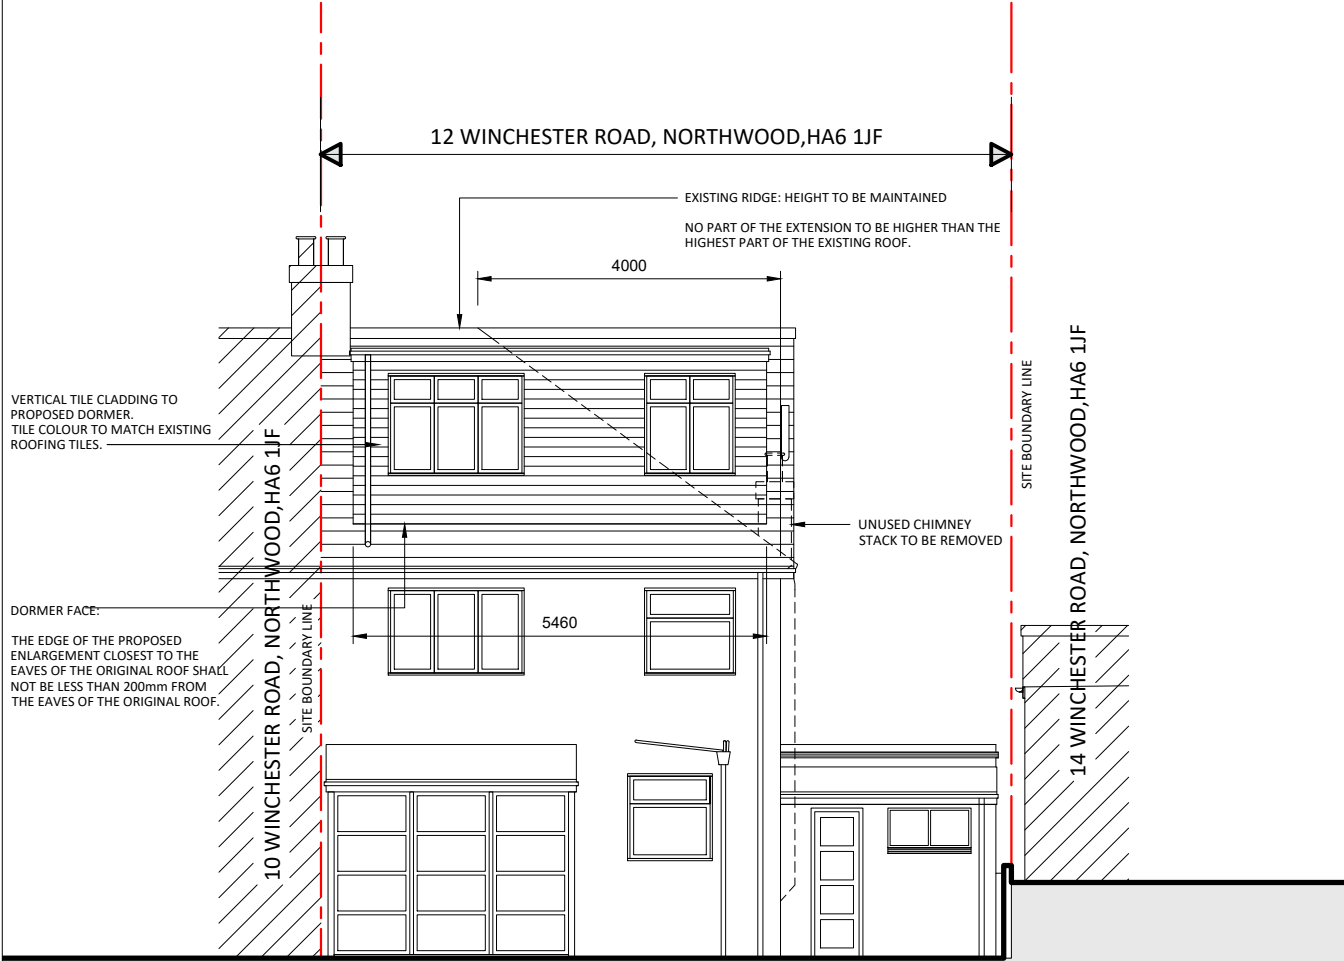 12 WINCHESTER ROAD, NORTHWOOD,HA6 1JF
EXISTING RIDGE: HEIGHT TO BE MAINTAINED
NO PART OF THE EXTENSION TO BE HIGHER THAN THE
HIGHEST PART OF THE EXISTING ROOF.
4000
VERTICAL TILE CLADDING TO
PROPOSED DORMER.
TILE COLOUR TO MATCH EXISTING
ROOFING TILES.
10 WINCHESTER ROAD, NORTHWOOD,HA6 1JF
SITE BOUNDARY LINE
UNUSED CHIMNEY
STACK TO BE REMOVED
SITE BOUNDARY LINE
14 WINCHESTER ROAD, NORTHWOOD,HA6 1JF
DORMER FACE:
THE EDGE OF THE PROPOSED
ENLARGEMENT CLOSEST TO THE
EAVES OF THE ORIGINAL ROOF SHALL
NOT BE LESS THAN 200mm FROM
THE EAVES OF THE ORIGINAL ROOF.
5460